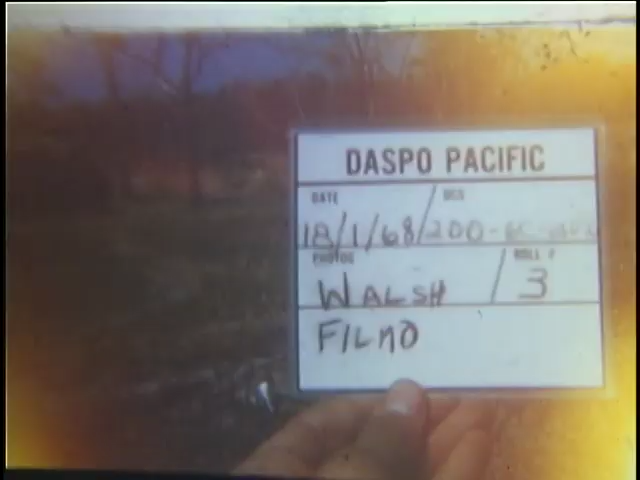 DASPO PACIFIC
DATE
18/1/68/200-
PHOTOG ROLL #
WALSH / 3
FILMO